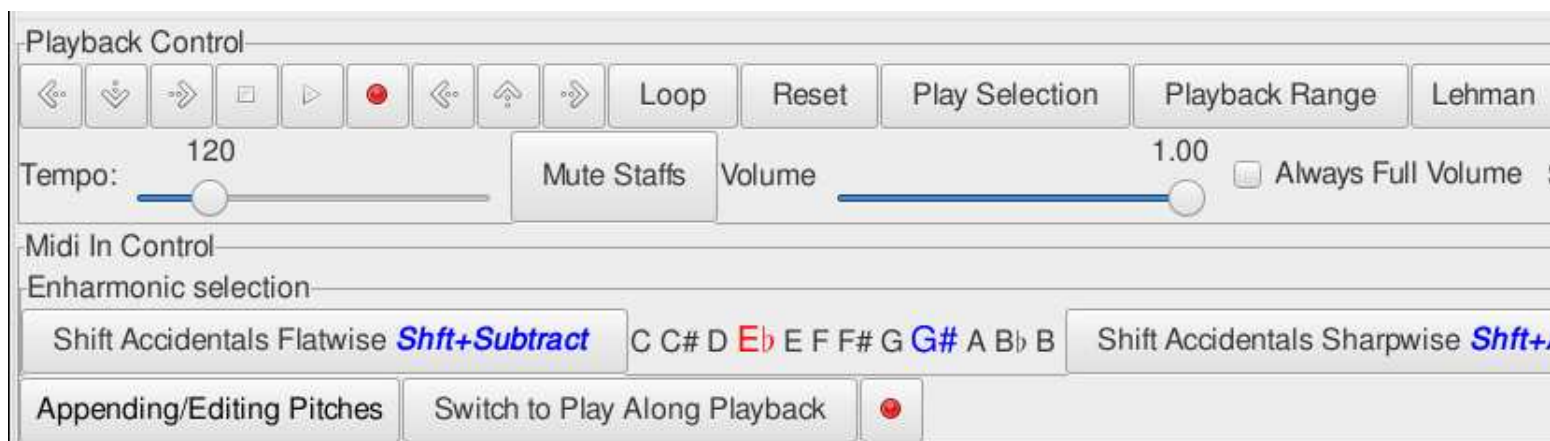 Playback Control
Loop Reset Play Selection Playback Range Lehman
120 1.00
Tempo: Mute Staffs Volume Always Full Volume
Midi In Control
Enharmonic selection
Shift Accidentals Flatwise Shft+Subtract C C# D E♭ E F F# G G# A B♭ B Shift Accidentals Sharpwise Shft+
Appending/Editing Pitches Switch to Play Along Playback